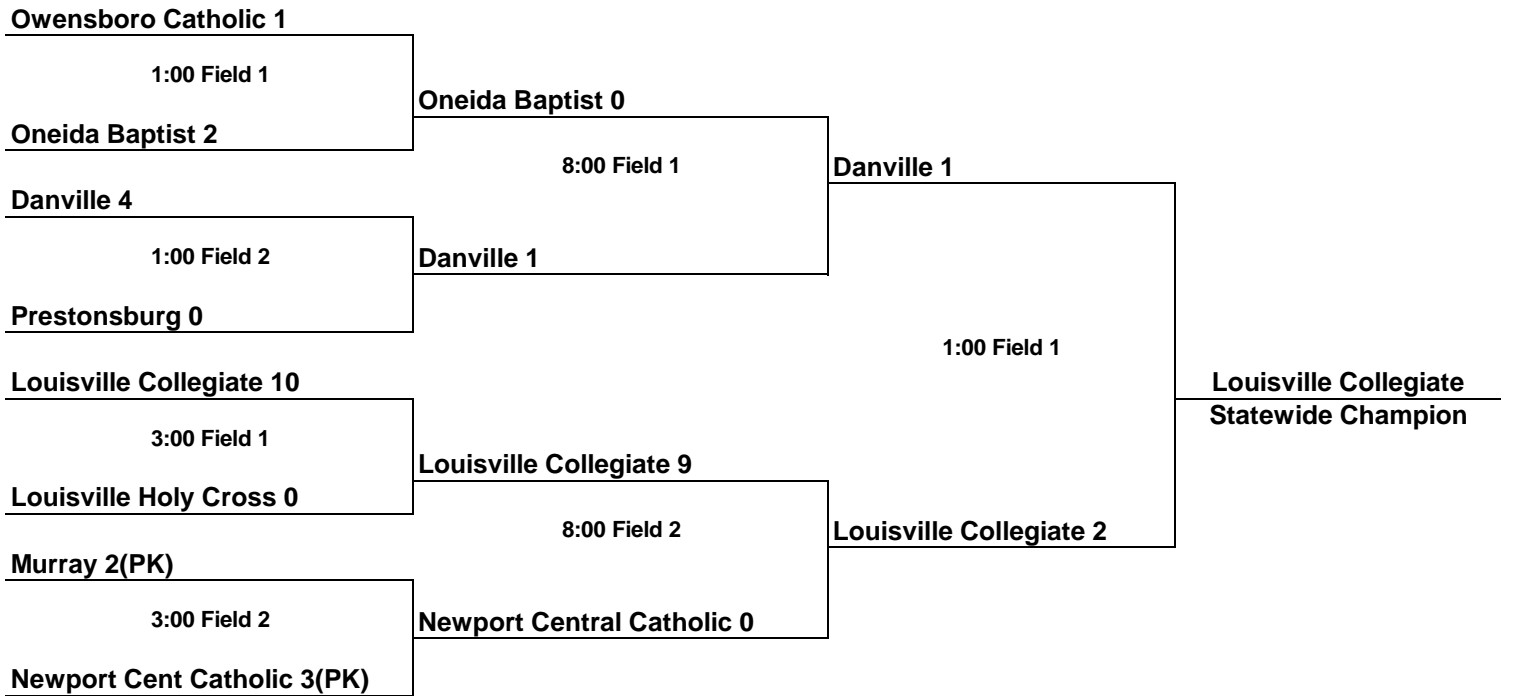 Owensboro Catholic 1
1:00 Field 1
Oneida Baptist 0
Oneida Baptist 2
8:00 Field 1
Danville 1
Danville 4
1:00 Field 2
Danville 1
Prestonsburg 0
1:00 Field 1
Louisville Collegiate 10
Louisville Collegiate
Statewide Champion
3:00 Field 1
Louisville Collegiate 9
Louisville Holy Cross 0
8:00 Field 2
Louisville Collegiate 2
Murray 2(PK)
3:00 Field 2
Newport Central Catholic 0
Newport Cent Catholic 3(PK)